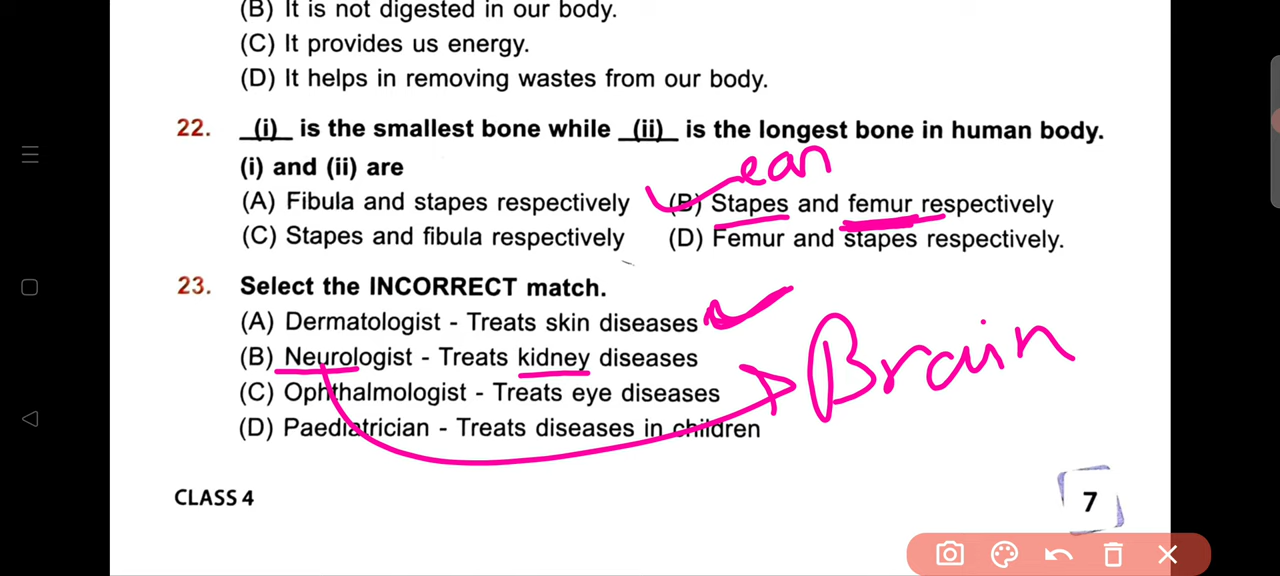 (B) It is not digested in our body.
(C) It provides us energy.
(D) It helps in removing wastes from our body.
22. (i) is the smallest bone while (ii) is the longest bone in human body.
(i) and (ii) are
ear
(A) Fibula and stapes respectively (B) Stapes and femur respectively
(C) Stapes and fibula respectively (D) Femur and stapes respectively.
23. Select the INCORRECT match.
(A) Dermatologist - Treats skin diseases
(B) Neurologist - Treats kidney diseases
Brain
(C) Ophthalmologist - Treats eye diseases
(D) Paediatrician - Treats diseases in children
CLASS 4
7